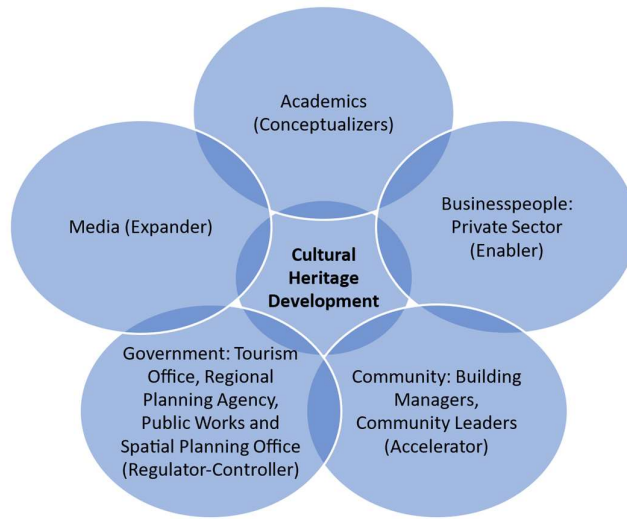 Academics
(Conceptualizers)
Businesspeople:
Private Sector
(Enabler)
Media (Expander)
Cultural
Heritage
Development
Government: Tourism
Office, Regional
Planning Agency,
Public Works and
Spatial Planning Office
(Regulator-Controller)
Community: Building
Managers,
Community Leaders
(Accelerator)